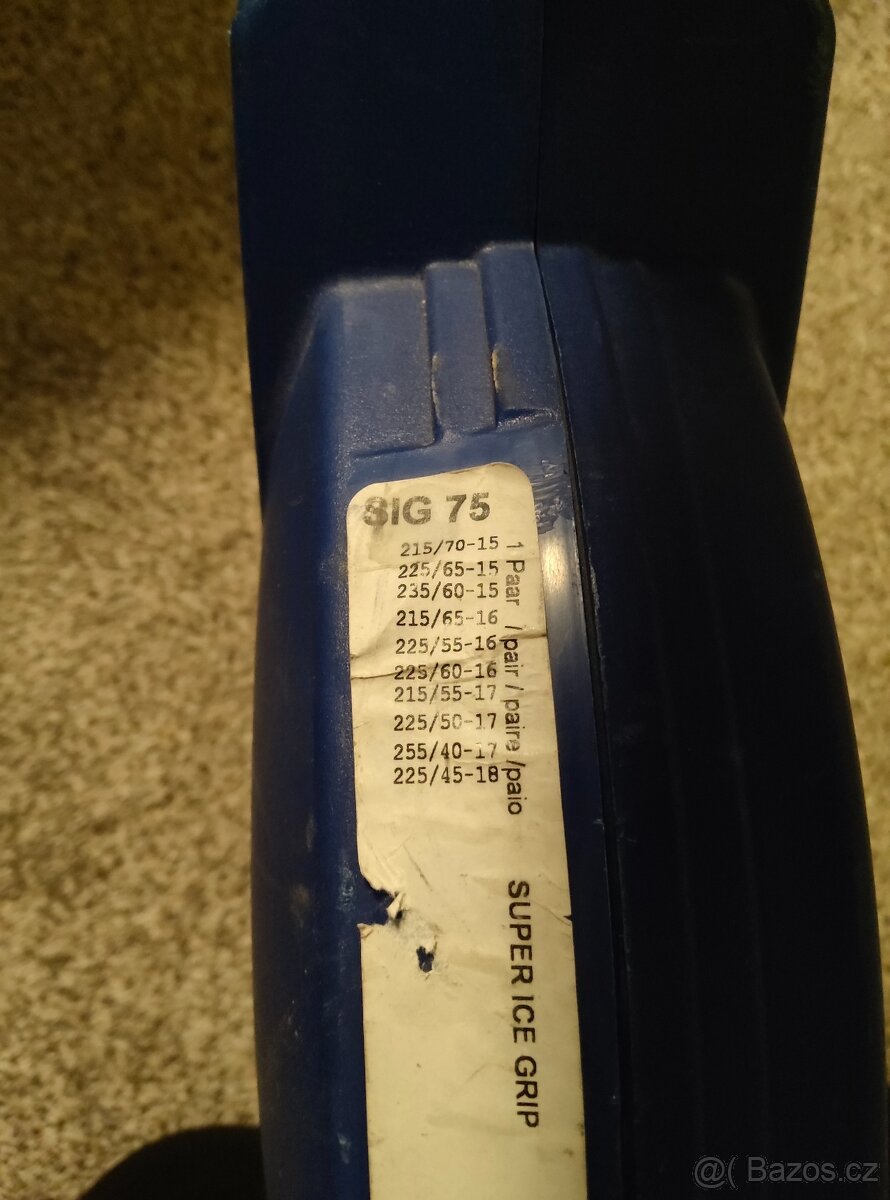 SIG 75
215/70-15
225/65-15
235/60-15
215/65-16
225/55-16
225/60-16
215/55-17
225/50-17
255/40-17
225/45-18
1 Paar / pair / paire /paio
SUPER ICE GRIP
@( Bazos.cz